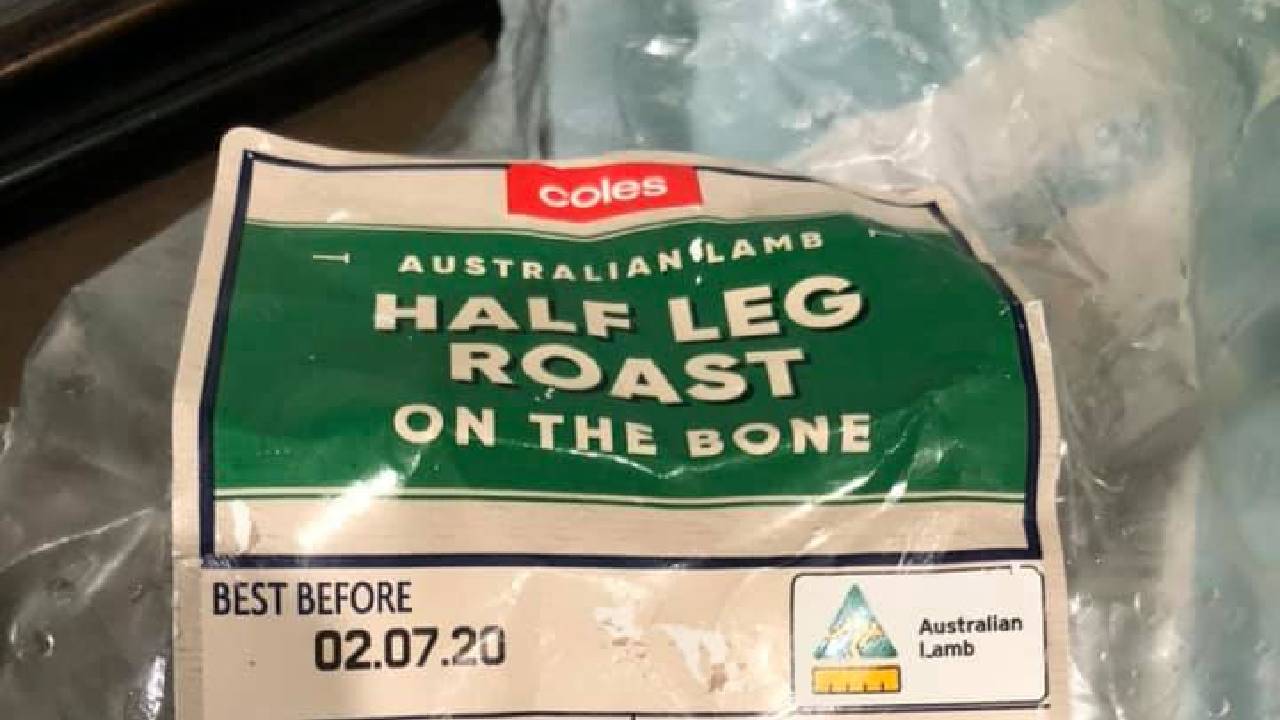 coles
AUSTRALIAN LAMB
HALF LEG
ROAST
ON THE BONE
BEST BEFORE
02.07.20
Australian
Lamb